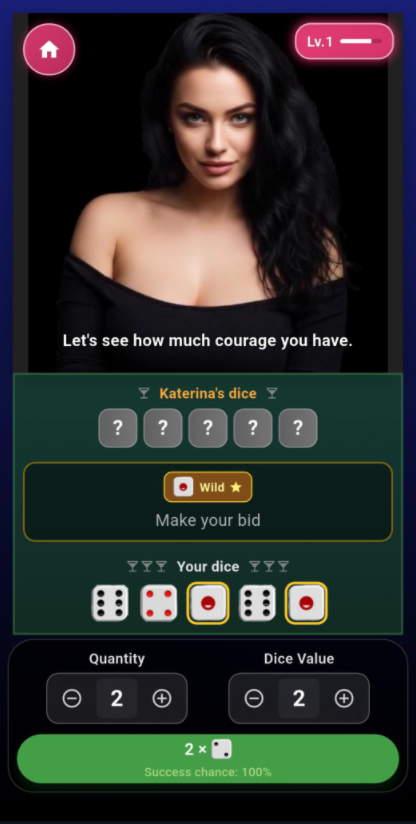 Lv.1
Let's see how much courage you have.
Katerina's dice
? ? ? ? ?
Wild
Make your bid
Your dice
Quantity
Dice Value
2
2
2 ×
Success chance: 100%